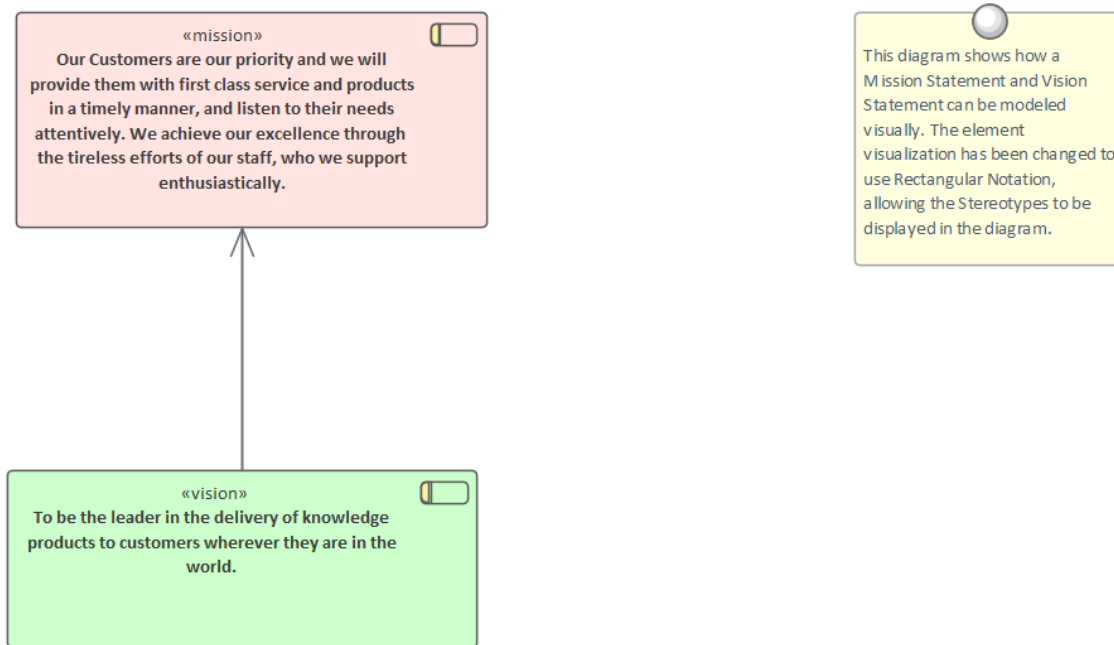 «mission»
Our Customers are our priority and we will
provide them with first class service and products
in a timely manner, and listen to their needs
attentively. We achieve our excellence through
the tireless efforts of our staff, who we support
enthusiastically.
«vision»
To be the leader in the delivery of knowledge
products to customers wherever they are in the
world.
This diagram shows how a
Mission Statement and Vision
Statement can be modeled
visually. The element
visualization has been changed to
use Rectangular Notation,
allowing the Stereotypes to be
displayed in the diagram.